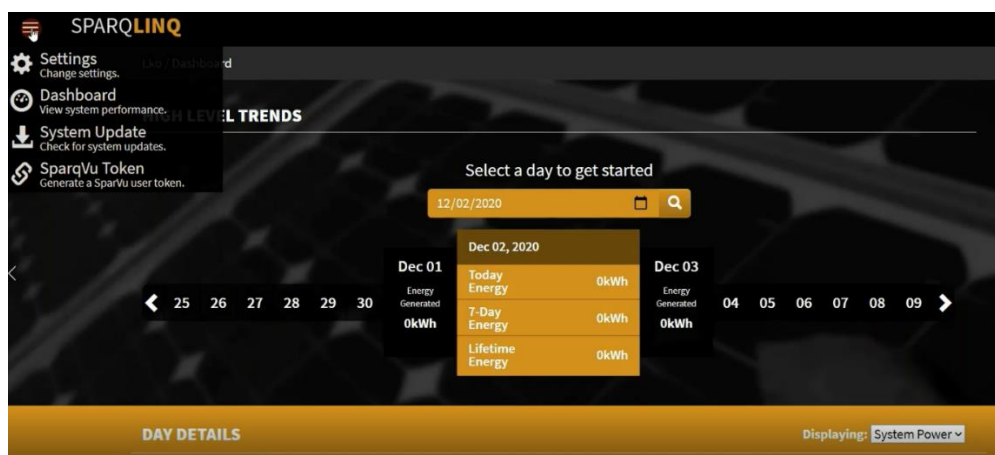 SPARQLINQ
Settings
Change settings.
Dashboard
View system performance.
System Update
Check for system updates.
SparqVu Token
Generate a SparVu user token.
/ Dashboard
HIGH LEVEL TRENDS
Select a day to get started
12/02/2020
25 26 27 28 29 30
Dec 01
Energy
Generated
0kWh
Dec 02, 2020
Today
Energy 0kWh
7-Day
Energy 0kWh
Lifetime
Energy 0kWh
Dec 03
Energy
Generated
0kWh
04 05 06 07 08 09
DAY DETAILS
Displaying: System Power